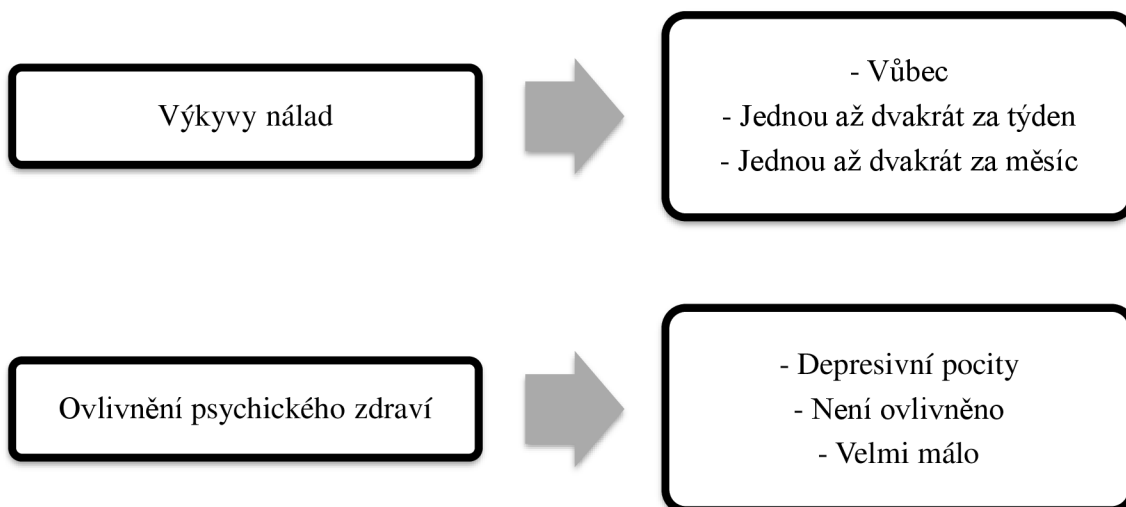 Výkyvy nálad
- Vůbec
- Jednou až dvakrát za týden
- Jednou až dvakrát za měsíc
Ovlivnění psychického zdraví
- Depresivní pocity
- Není ovlivněno
- Velmi málo